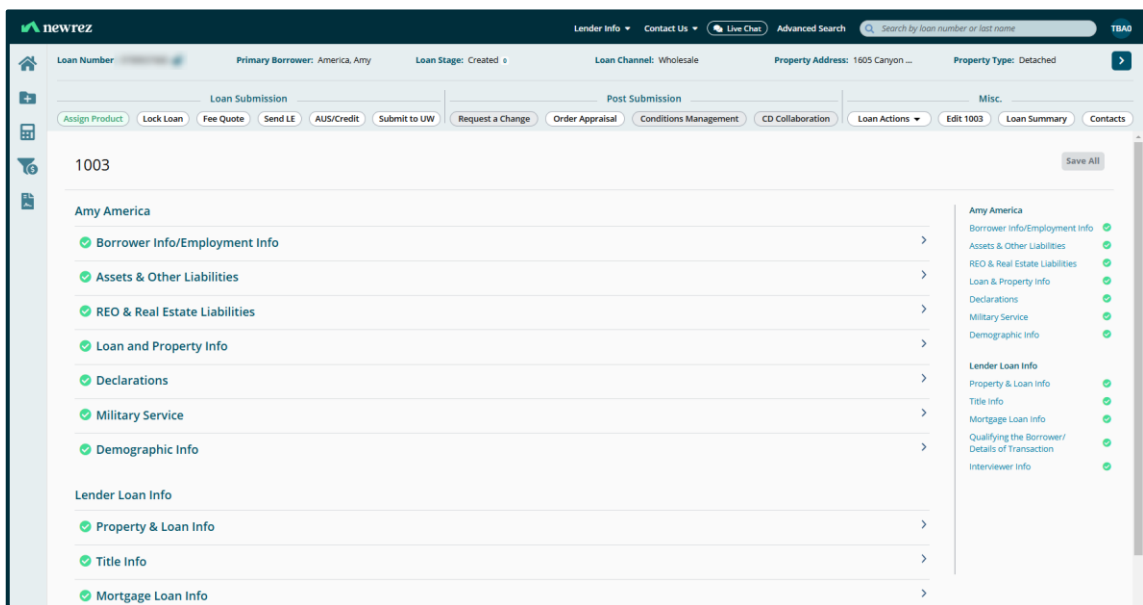 newrez
Lender Info Contact Us Live Chat Advanced Search Search by loan number or last name TBA0
Loan Number Primary Borrower: America, Amy Loan Stage: Created Loan Channel: Wholesale Property Address: 1605 Canyon ... Property Type: Detached
Loan Submission Post Submission Misc.
Assign Product Lock Loan Fee Quote Send LE AUS/Credit Submit to UW Request a Change Order Appraisal Conditions Management CD Collaboration Loan Actions Edit 1003 Loan Summary Contacts
1003
Save All
Amy America
Borrower Info/Employment Info
Assets & Other Liabilities
REO & Real Estate Liabilities
Loan and Property Info
Declarations
Military Service
Demographic Info
Lender Loan Info
Property & Loan Info
Title Info
Mortgage Loan Info
Amy America
Borrower Info/Employment Info
Assets & Other Liabilities
REO & Real Estate Liabilities
Loan & Property Info
Declarations
Military Service
Demographic Info
Lender Loan Info
Property & Loan Info
Title Info
Mortgage Loan Info
Qualifying the Borrower/
Details of Transaction
Interviewer Info